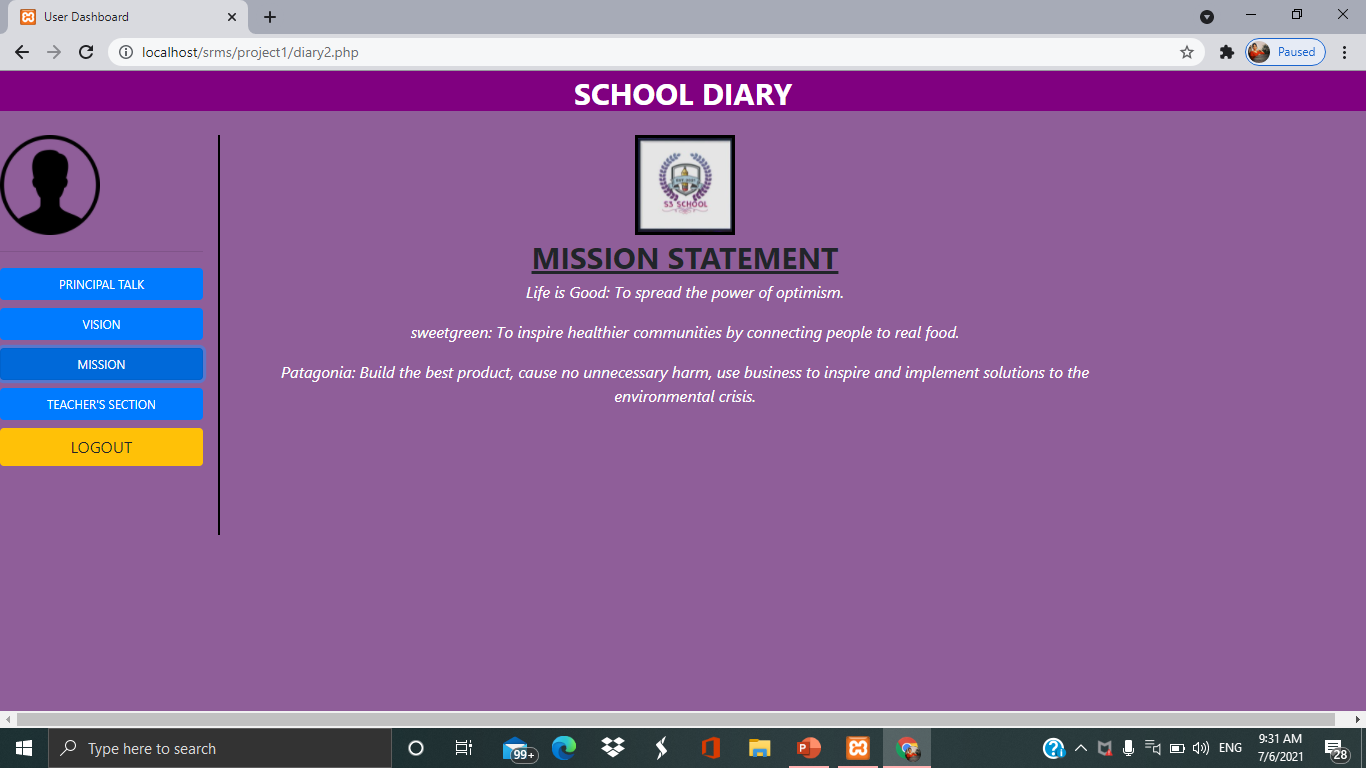 User Dashboard
localhost/srms/project1/diary2.php
Paused
SCHOOL DIARY
S3 SCHOOL
MISSION STATEMENT
Life is Good: To spread the power of optimism.
sweetgreen: To inspire healthier communities by connecting people to real food.
Patagonia: Build the best product, cause no unnecessary harm, use business to inspire and implement solutions to the
environmental crisis.
PRINCIPAL TALK
VISION
MISSION
TEACHER'S SECTION
LOGOUT
Type here to search
99+
ENG
9:31 AM
7/6/2021
28